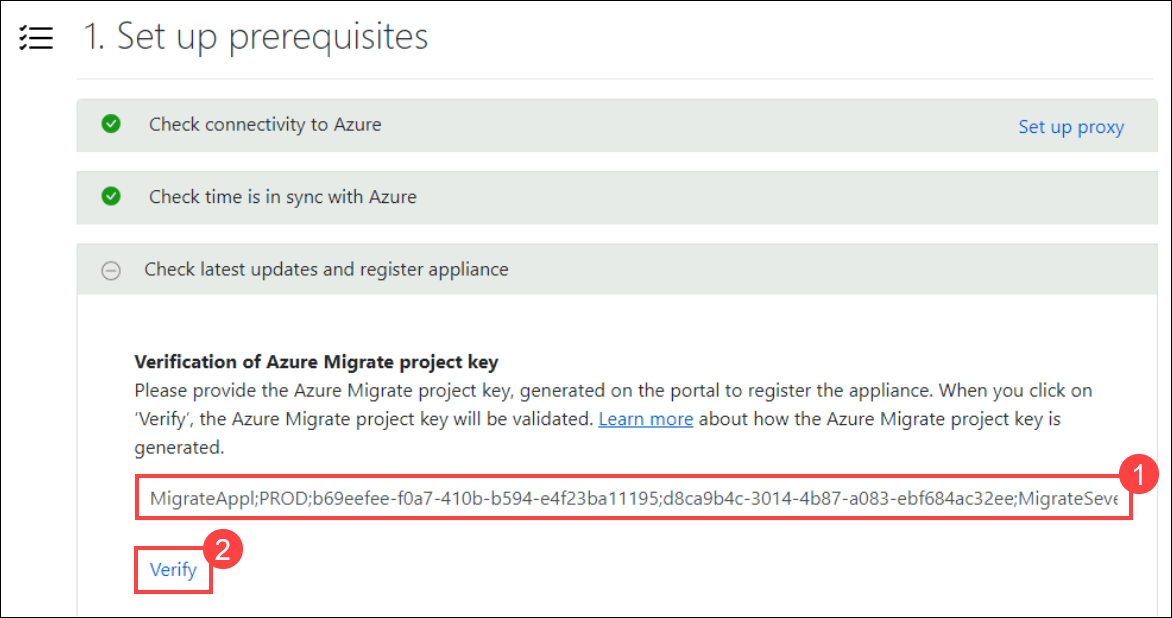 1. Set up prerequisites
Check connectivity to Azure
Set up proxy
Check time is in sync with Azure
Check latest updates and register appliance
Verification of Azure Migrate project key
Please provide the Azure Migrate project key, generated on the portal to register the appliance. When you click on
‘Verify’, the Azure Migrate project key will be validated. Learn more about how the Azure Migrate project key is
generated.
1
MigrateAppl;PROD;b69eefee-f0a7-410b-b594-e4f23ba11195;d8ca9b4c-3014-4b87-a083-ebf684ac32ee;MigrateSeve
2
Verify